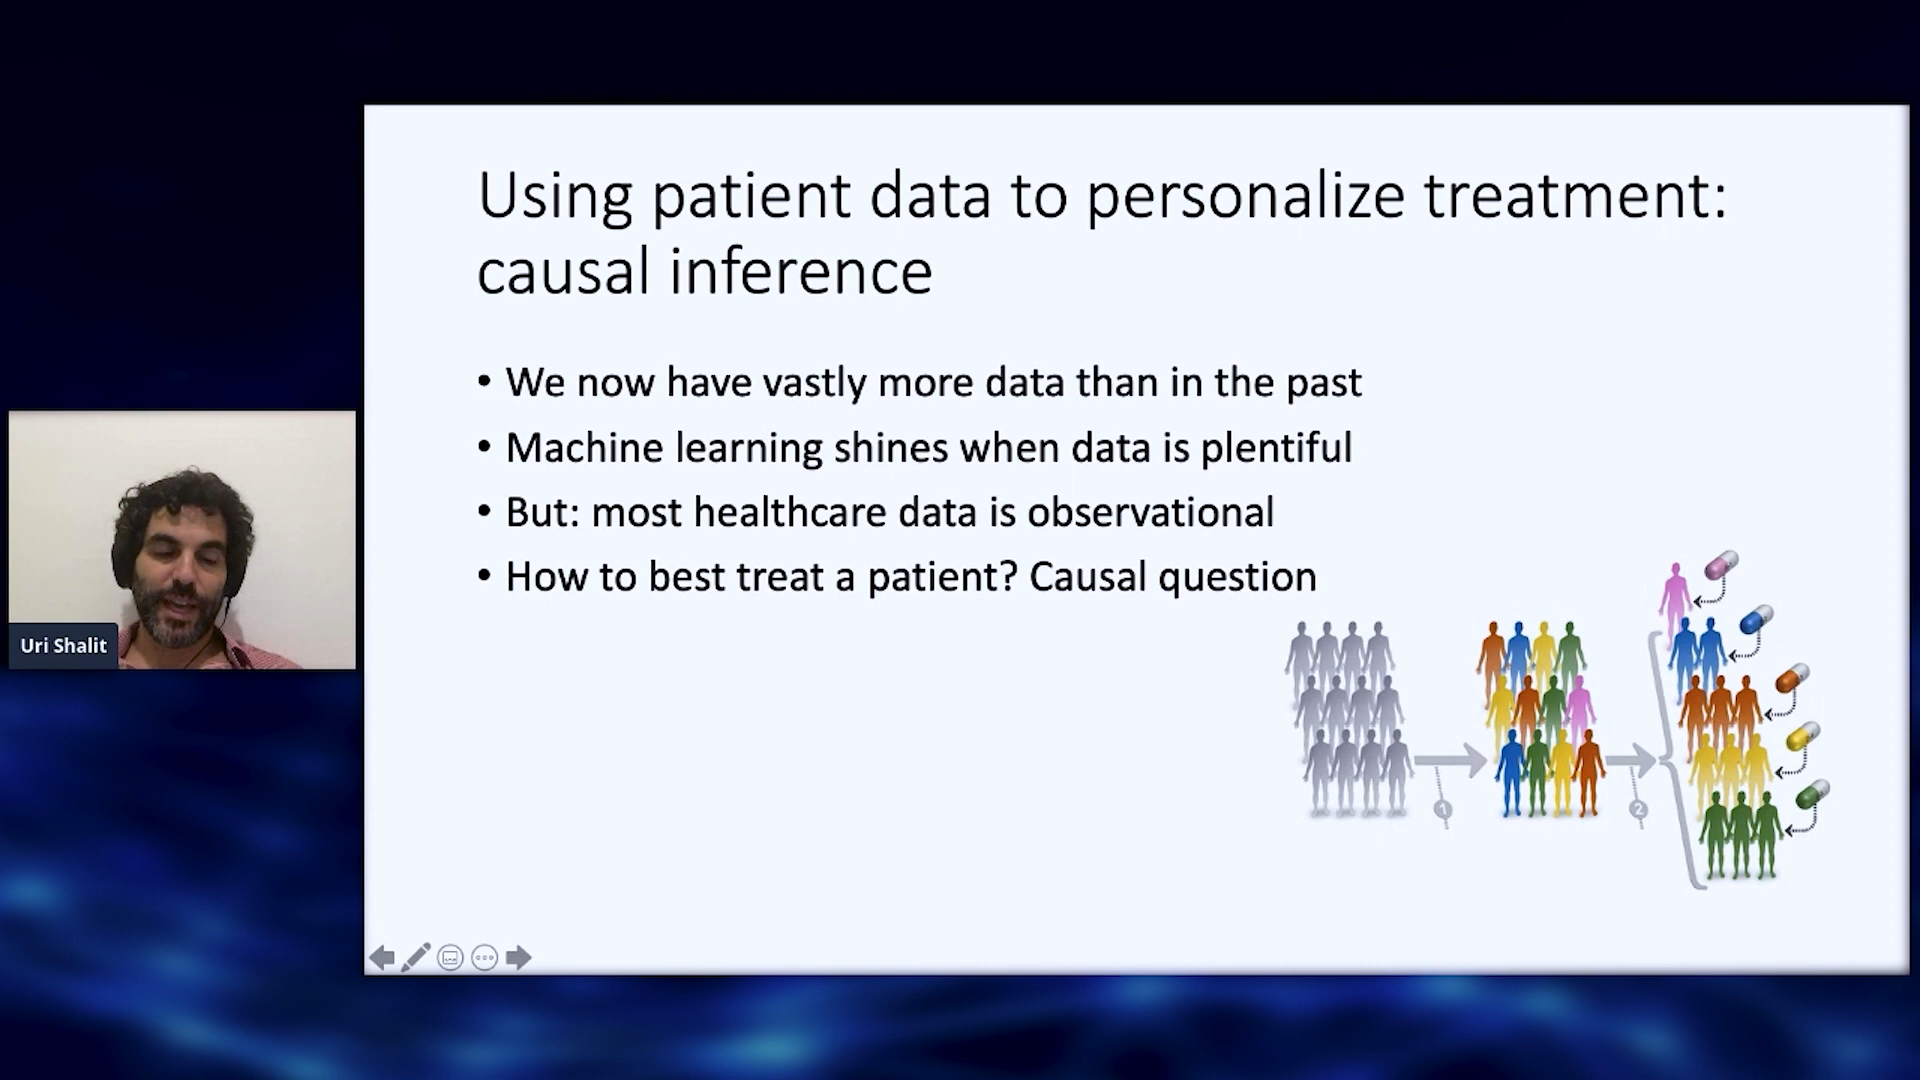 Using patient data to personalize treatment:
causal inference
• We now have vastly more data than in the past
• Machine learning shines when data is plentiful
• But: most healthcare data is observational
• How to best treat a patient? Causal question
1
2
Uri Shalit